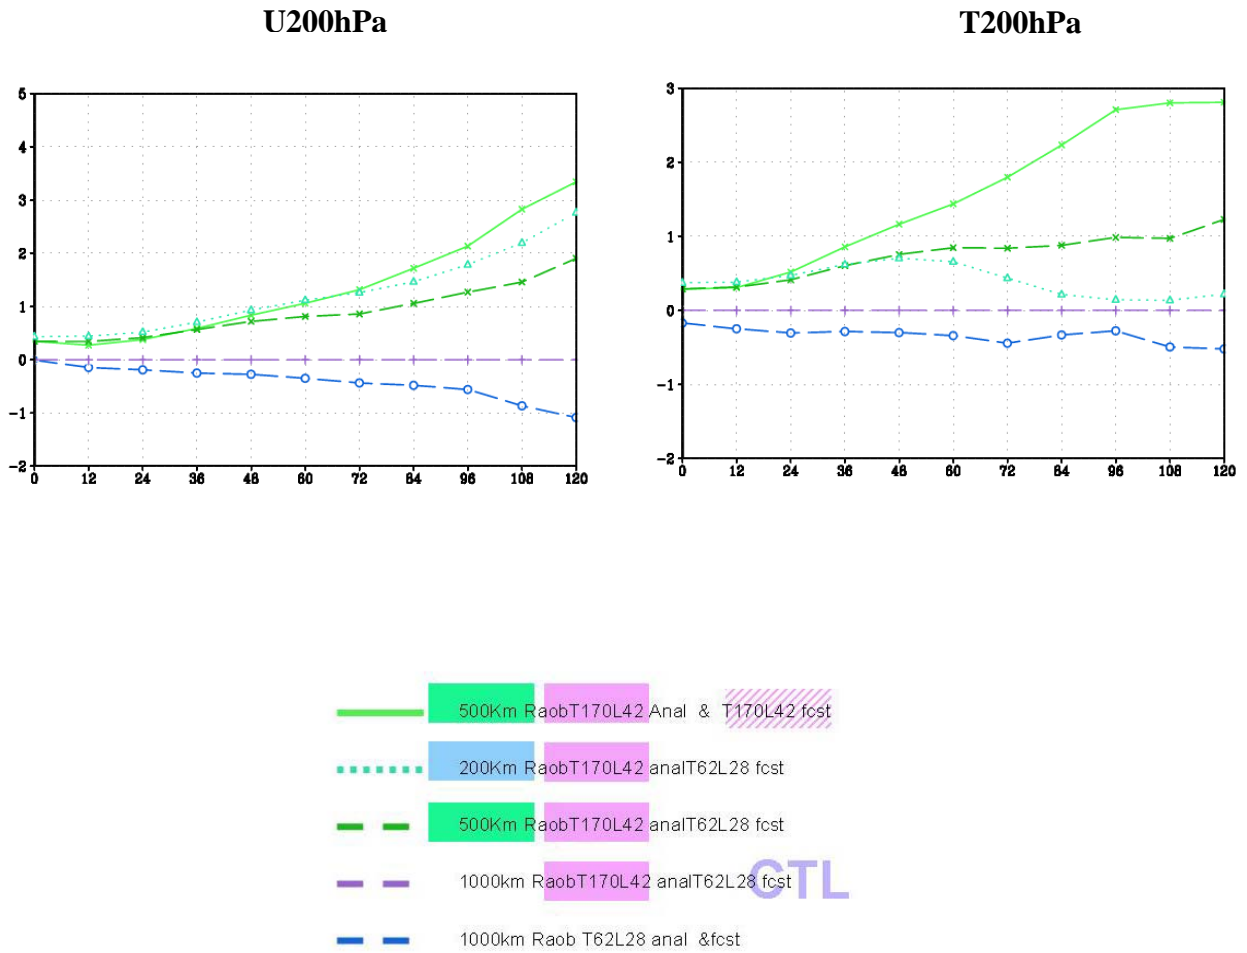 U200hPa T200hPa
5
4
3
2
1
0
-1
-2
0 12 24 36 48 60 72 84 96 108 120
3
2
1
0
-1
-2
0 12 24 36 48 60 72 84 96 108 120
500Km RaobT170L42 Anal & T170L42 fcst
200Km RaobT170L42 analT62L28 fcst
500Km RaobT170L42 analT62L28 fcst
1000km RaobT170L42 analT62L28 fcst CTL
1000km Raob T62L28 anal &fcst